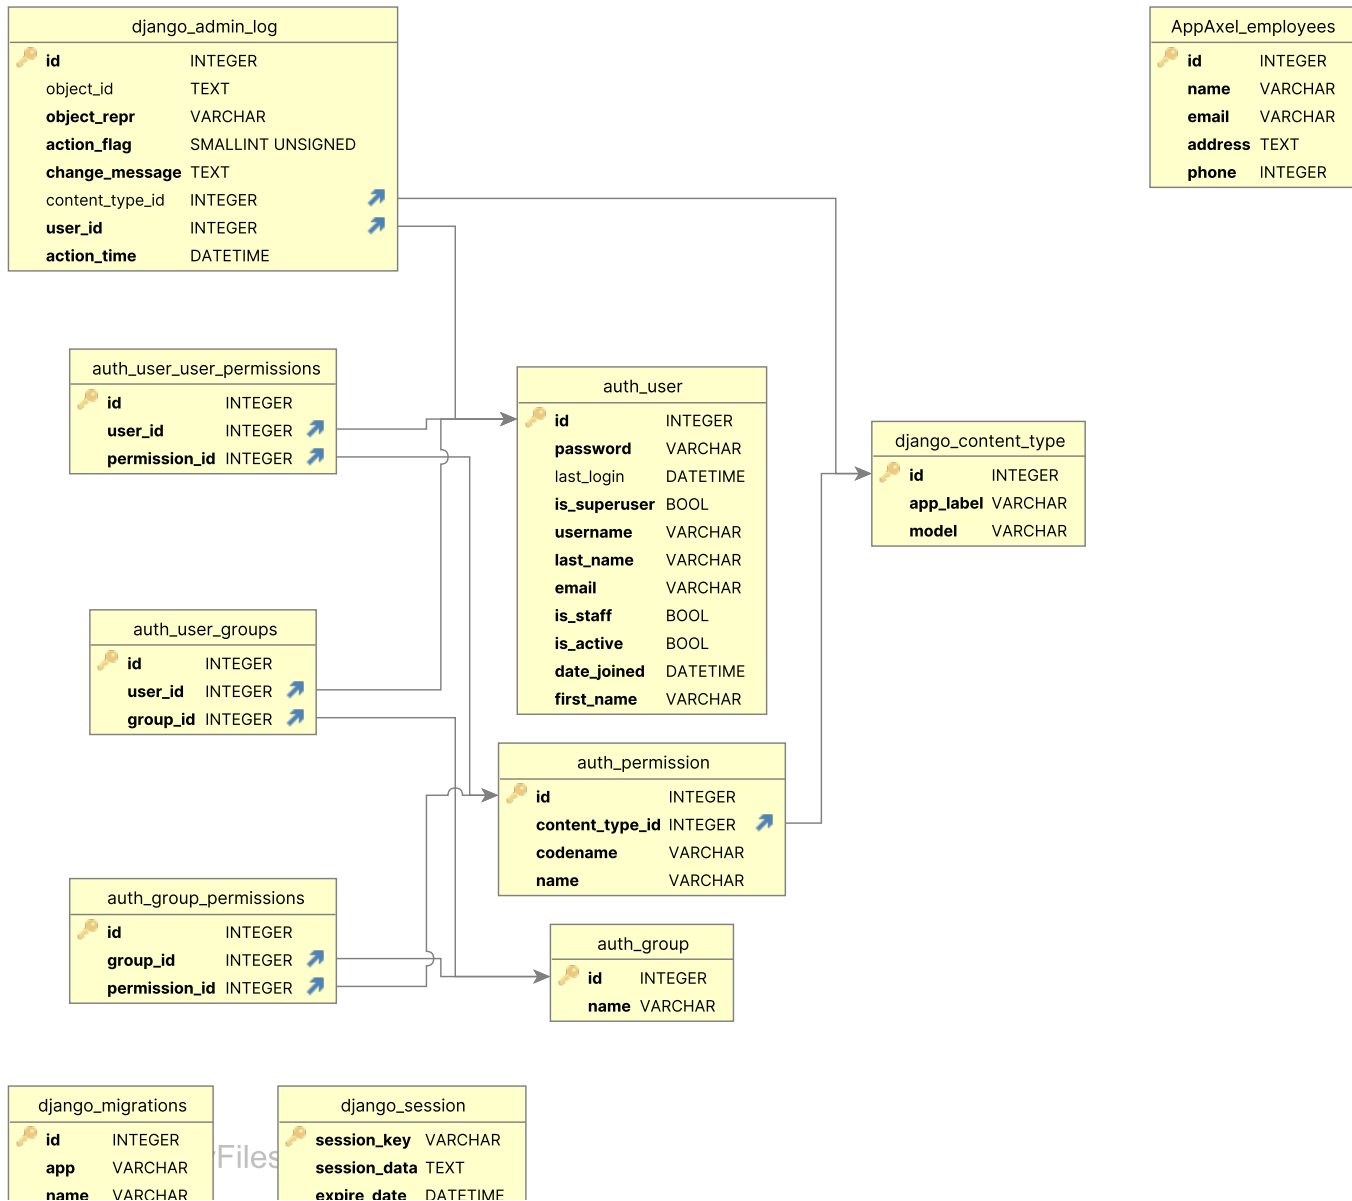 django_admin_log
id INTEGER
object_id TEXT
object_repr VARCHAR
action_flag SMALLINT UNSIGNED
change_message TEXT
content_type_id INTEGER
user_id INTEGER
action_time DATETIME
AppAxel_employees
id INTEGER
name VARCHAR
email VARCHAR
address TEXT
phone INTEGER
auth_user_user_permissions
id INTEGER
user_id INTEGER
permission_id INTEGER
auth_user
id INTEGER
password VARCHAR
last_login DATETIME
is_superuser BOOL
username VARCHAR
last_name VARCHAR
email VARCHAR
is_staff BOOL
is_active BOOL
date_joined DATETIME
first_name VARCHAR
django_content_type
id INTEGER
app_label VARCHAR
model VARCHAR
auth_user_groups
id INTEGER
user_id INTEGER
group_id INTEGER
auth_permission
id INTEGER
content_type_id INTEGER
codename VARCHAR
name VARCHAR
auth_group_permissions
id INTEGER
group_id INTEGER
permission_id INTEGER
auth_group
id INTEGER
name VARCHAR
django_migrations
id INTEGER
app VARCHAR
name VARCHAR
Files
django_session
session_key VARCHAR
session_data TEXT
expire_date DATETIME